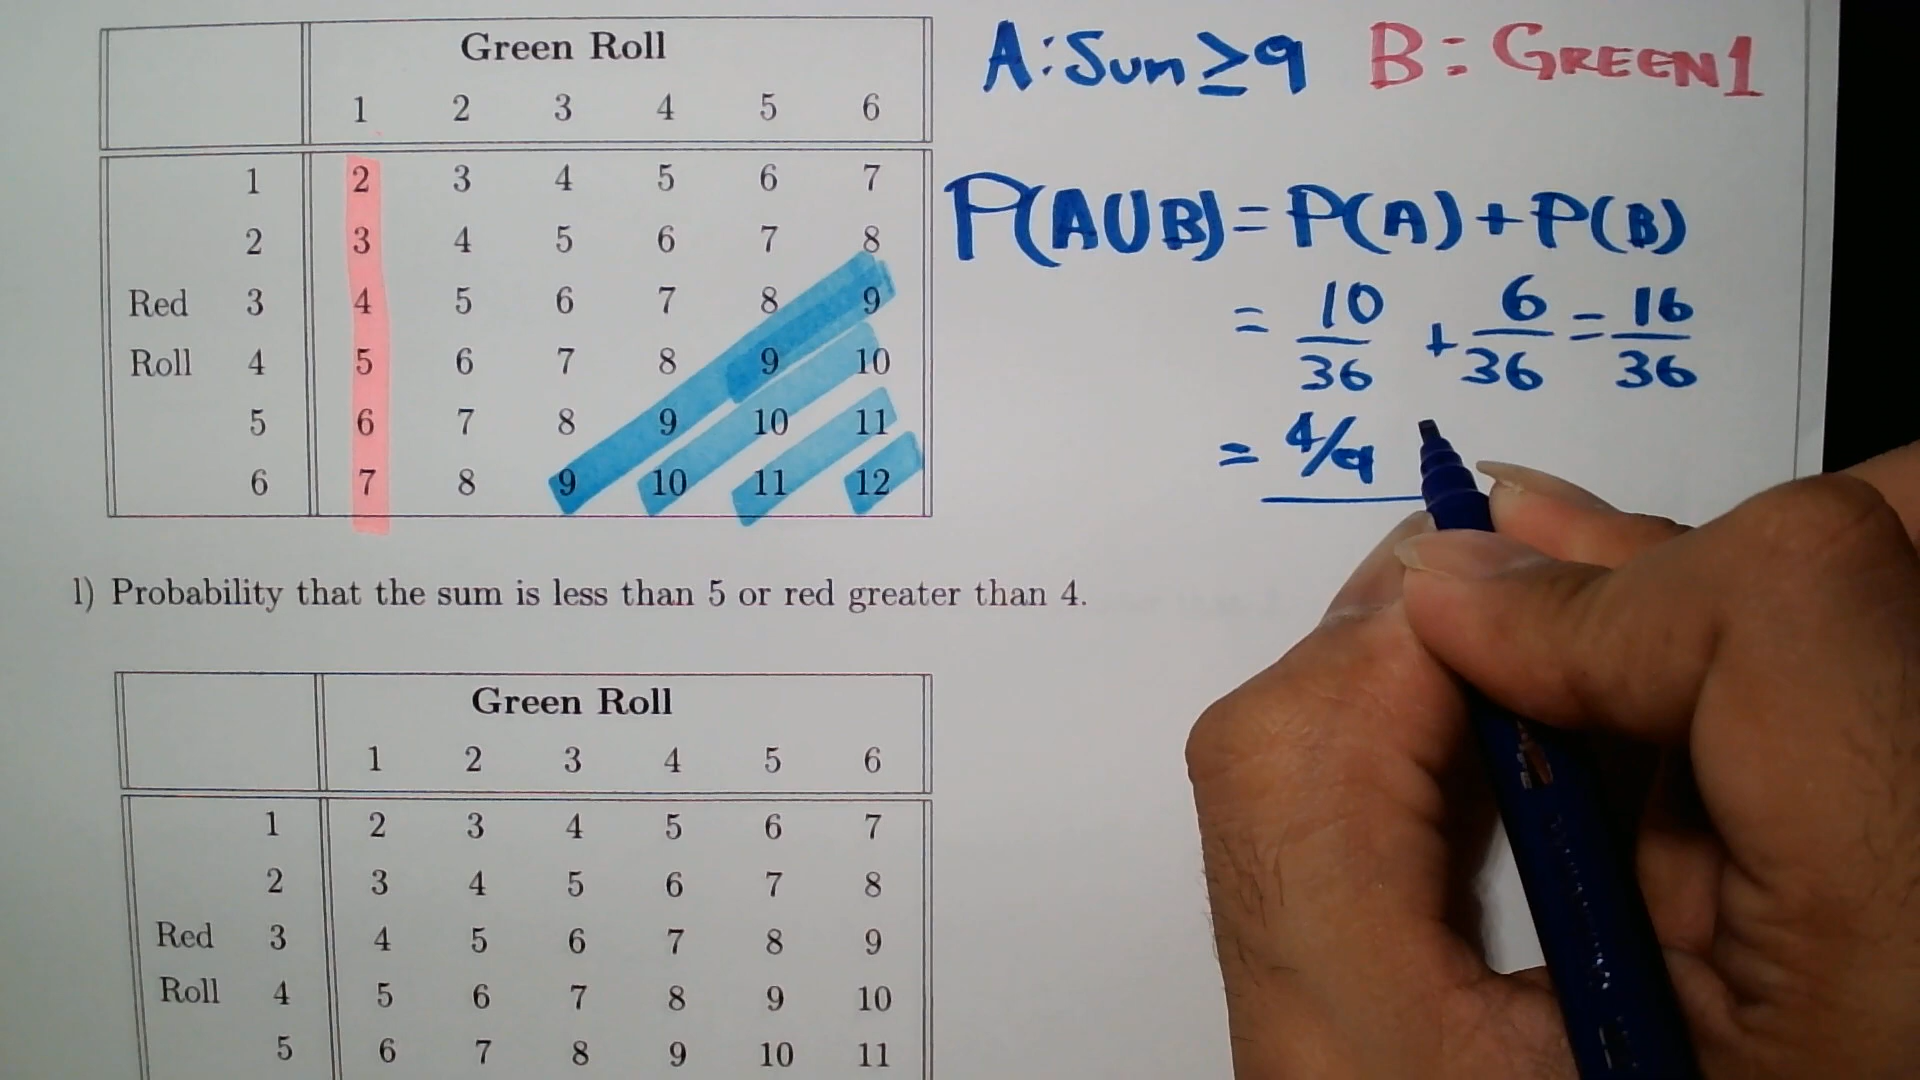 Green Roll
1 2 3 4 5 6
1 2 3 4 5 6 7
2 3 4 5 6 7 8
Red 3 4 5 6 7 8 9
Roll 4 5 6 7 8 9 10
5 6 7 8 9 10 11
6 7 8 9 10 11 12
A: Sum ≥ 9 B: GREEN 1
P(A∪B) = P(A) + P(B)
= 10/36 + 6/36 = 16/36
= 4/9
l) Probability that the sum is less than 5 or red greater than 4.
Green Roll
1 2 3 4 5 6
1 2 3 4 5 6 7
2 3 4 5 6 7 8
Red 3 4 5 6 7 8 9
Roll 4 5 6 7 8 9 10
5 6 7 8 9 10 11